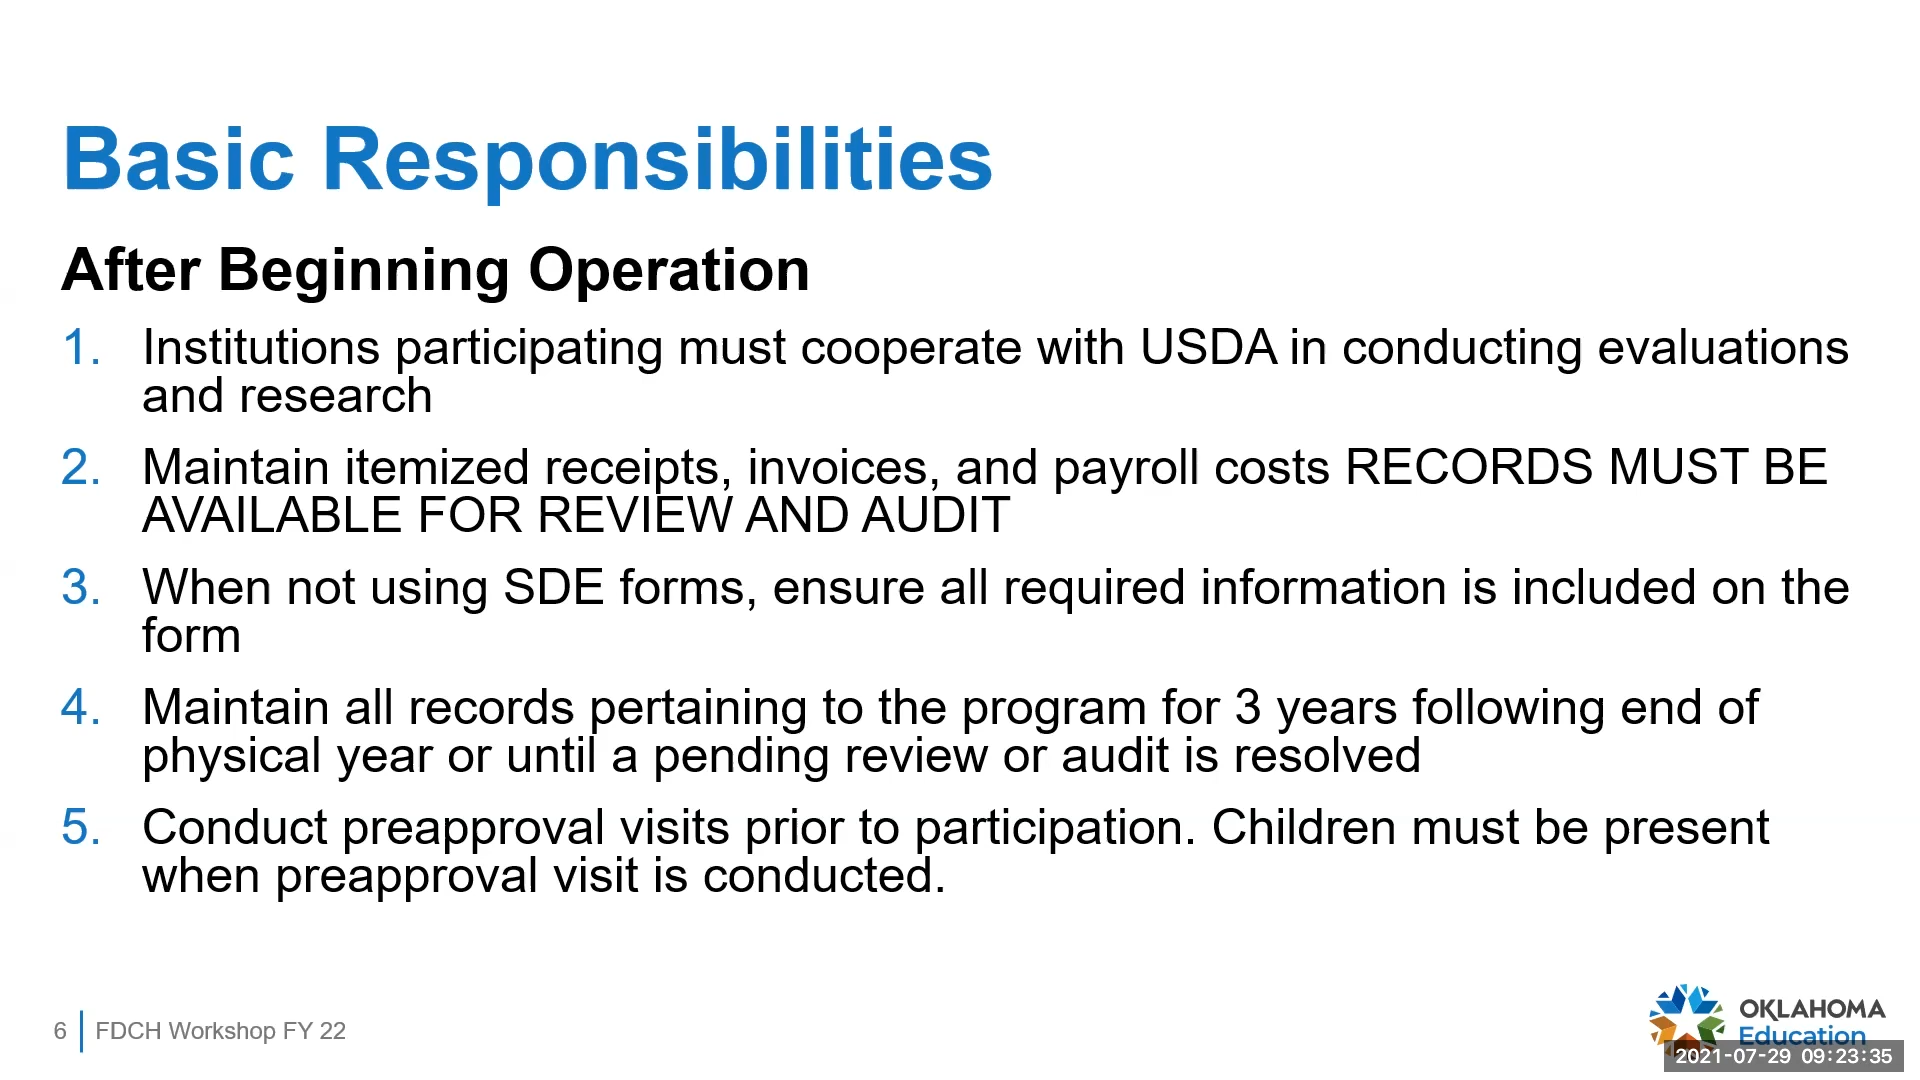 Basic Responsibilities
After Beginning Operation
1. Institutions participating must cooperate with USDA in conducting evaluations
and research
2. Maintain itemized receipts, invoices, and payroll costs RECORDS MUST BE
AVAILABLE FOR REVIEW AND AUDIT
3. When not using SDE forms, ensure all required information is included on the
form
4. Maintain all records pertaining to the program for 3 years following end of
physical year or until a pending review or audit is resolved
5. Conduct preapproval visits prior to participation. Children must be present
when preapproval visit is conducted.
6 FDCH Workshop FY 22
OKLAHOMA
Education
2021-07-29 09:23:35